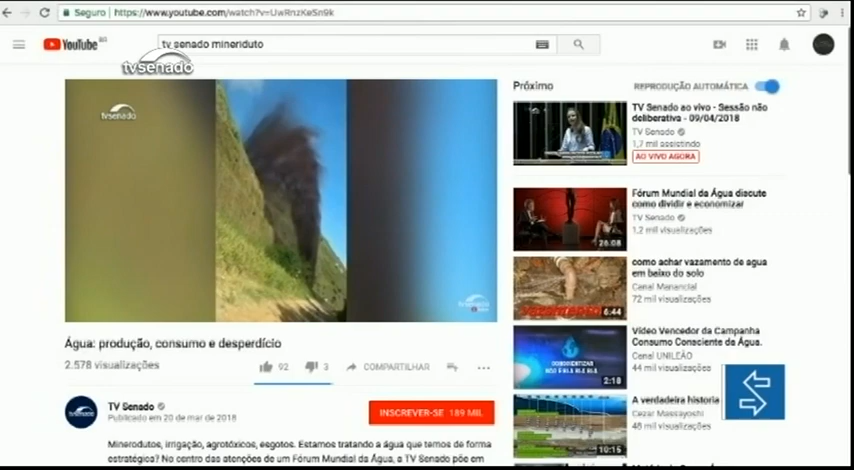 Seguro
https://www.youtube.com/watch?v=UwRnzKeSn9k
YouTube BR
tv senado mineriduto
tvsenado
tvsenado
tvsenado
Água: produção, consumo e desperdício
2.578 visualizações
92
3
COMPARTILHAR
TV Senado
Publicado em 20 de mar de 2018
INSCREVER-SE 189 MIL
Minerodutos, irrigação, agrotóxicos, esgotos. Estamos tratando a água que temos de forma
estratégica? No centro das atenções de um Fórum Mundial da Água, a TV Senado põe em
Próximo
REPRODUÇÃO AUTOMÁTICA
TV Senado ao vivo - Sessão não
deliberativa - 09/04/2018
TV Senado
1,7 mil assistindo
AO VIVO AGORA
26:08
Fórum Mundial da Água discute
como dividir e economizar
TV Senado
1,2 mil visualizações
vazamento
6:44
como achar vazamento de agua
em baixo do solo
Canal Manancial
72 mil visualizações
2:18
Vídeo Vencedor da Campanha
Consumo Consciente da Água.
Canal UNILEÃO
44 mil visualizações
10:15
A verdadeira historia
Cezar Massayoshi
48 mil visualizações